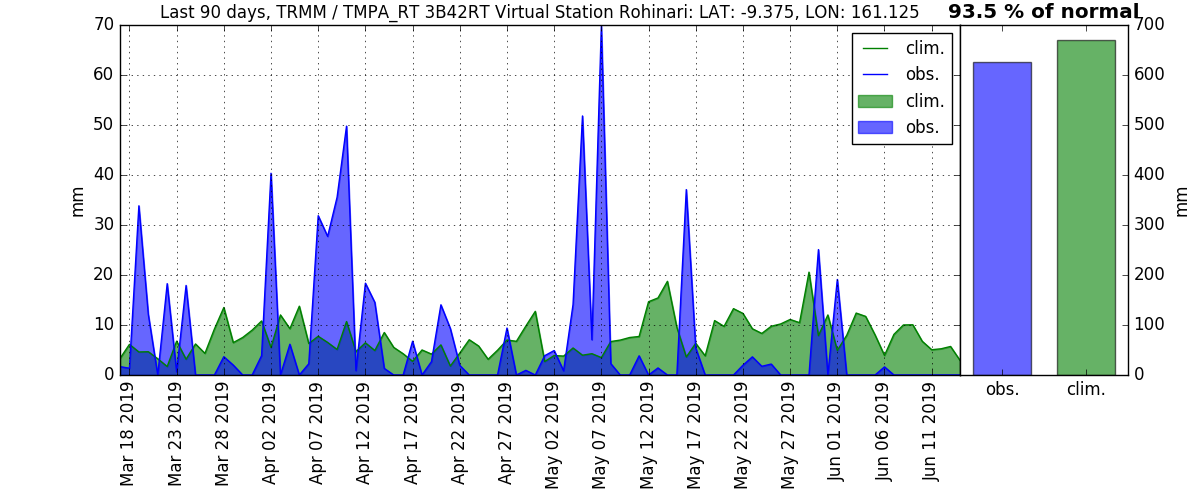 Last 90 days, TRMM / TMPA_RT 3B42RT Virtual Station Rohinari: LAT: -9.375, LON: 161.125
93.5 % of normal
mm
70
60
50
40
30
20
10
0
clim.
obs.
clim.
obs.
Mar 18 2019
Mar 23 2019
Mar 28 2019
Apr 02 2019
Apr 07 2019
Apr 12 2019
Apr 17 2019
Apr 22 2019
Apr 27 2019
May 02 2019
May 07 2019
May 12 2019
May 17 2019
May 22 2019
May 27 2019
Jun 01 2019
Jun 06 2019
Jun 11 2019
obs.
clim.
700
600
500
400
300
200
100
0
mm